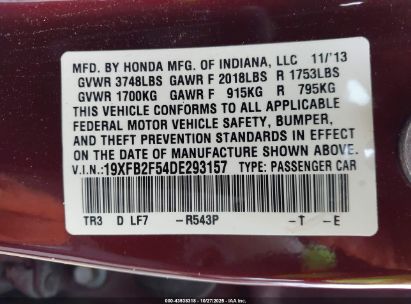 MFD. BY HONDA MFG. OF INDIANA, LLC 11/'13
GVWR 3748LBS GAWR F 2018LBS R 1753LBS
GVWR 1700KG GAWR F 915KG R 795KG
THIS VEHICLE CONFORMS TO ALL APPLICABLE
FEDERAL MOTOR VEHICLE SAFETY, BUMPER,
AND THEFT PREVENTION STANDARDS IN EFFECT
ON THE DATE OF MANUFACTURE SHOWN ABOVE.
V.I.N.:19XFB2F54DE293157 TYPE: PASSENGER CAR
TR3 D LF7 –R543P –T –E